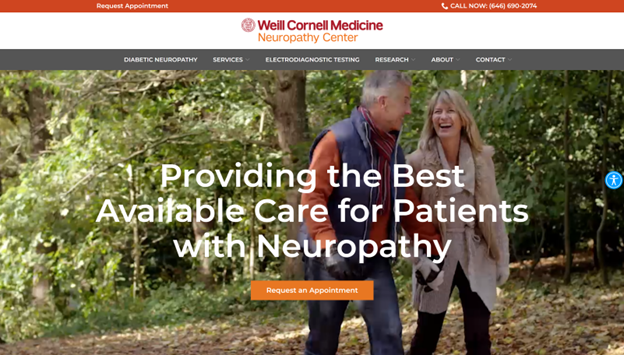 Request Appointment
CALL NOW: (646) 690-2074
Weill Cornell Medicine
Neuropathy Center
DIABETIC NEUROPATHY SERVICES ELECTRODIAGNOSTIC TESTING RESEARCH ABOUT CONTACT
Providing the Best
Available Care for Patients
with Neuropathy
Request an Appointment